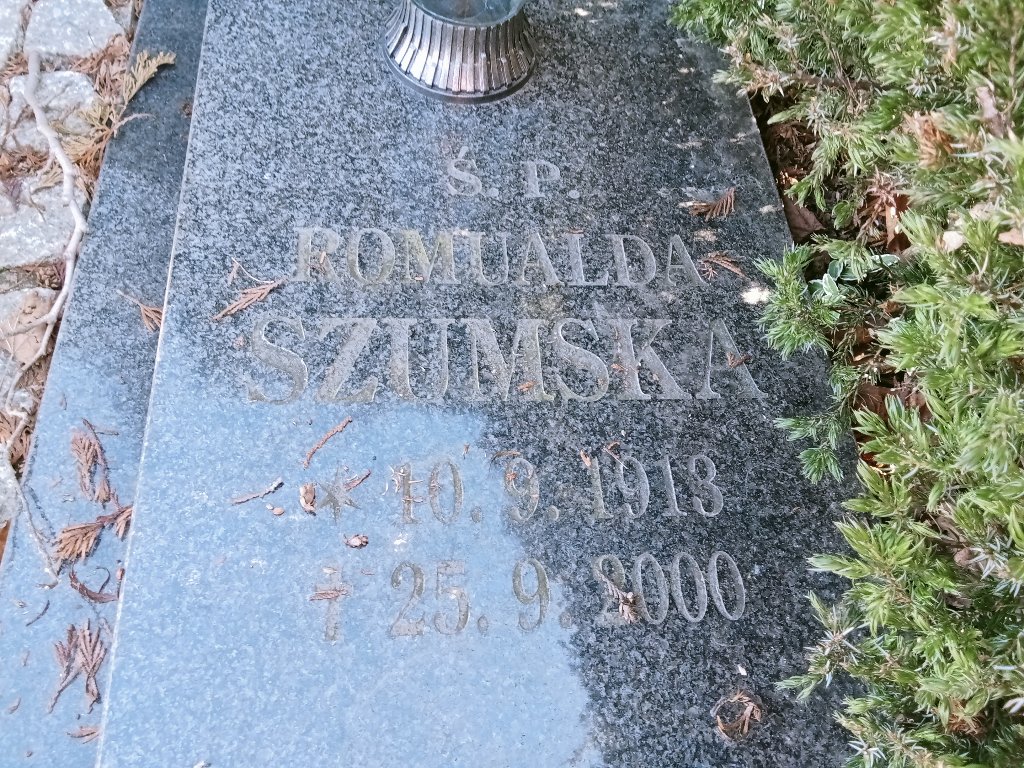 Ś. P.
ROMUALDA
SZUMSKA
* 10. 9. 1913
† 25. 9. 2000